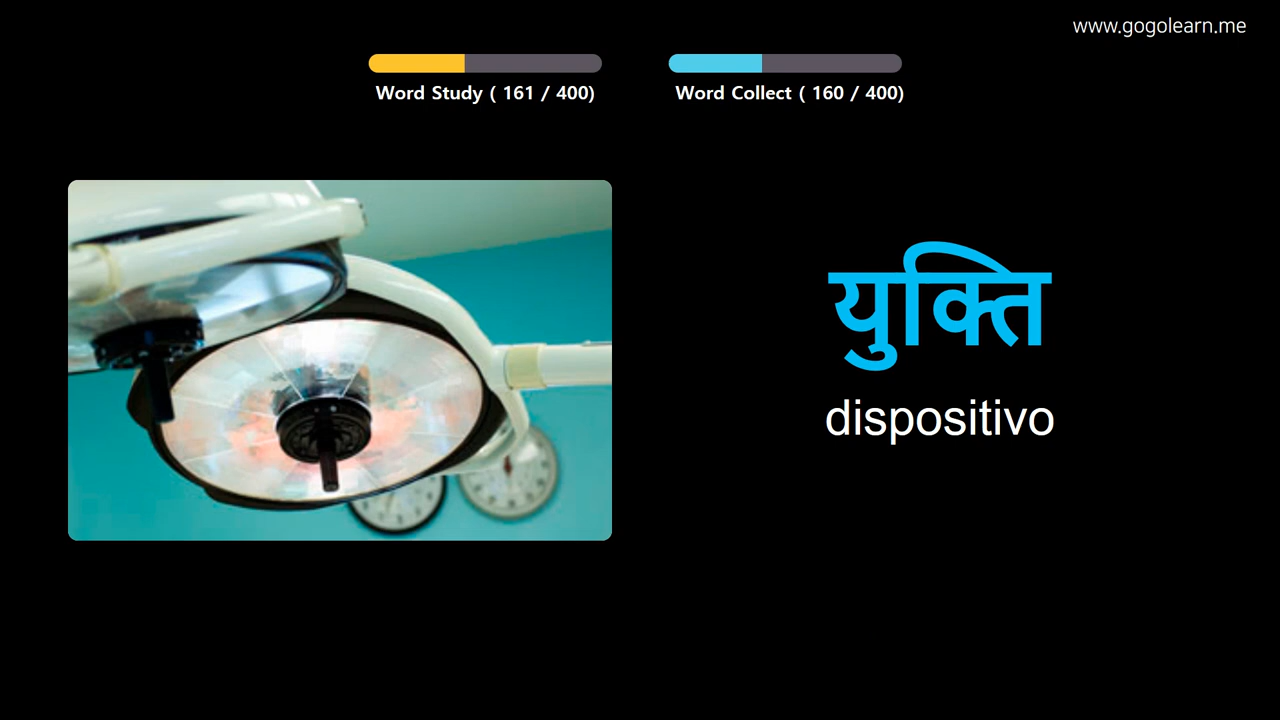 www.gogolearn.me
Word Study ( 161 / 400)
Word Collect ( 160 / 400)
युक्ति
dispositivo